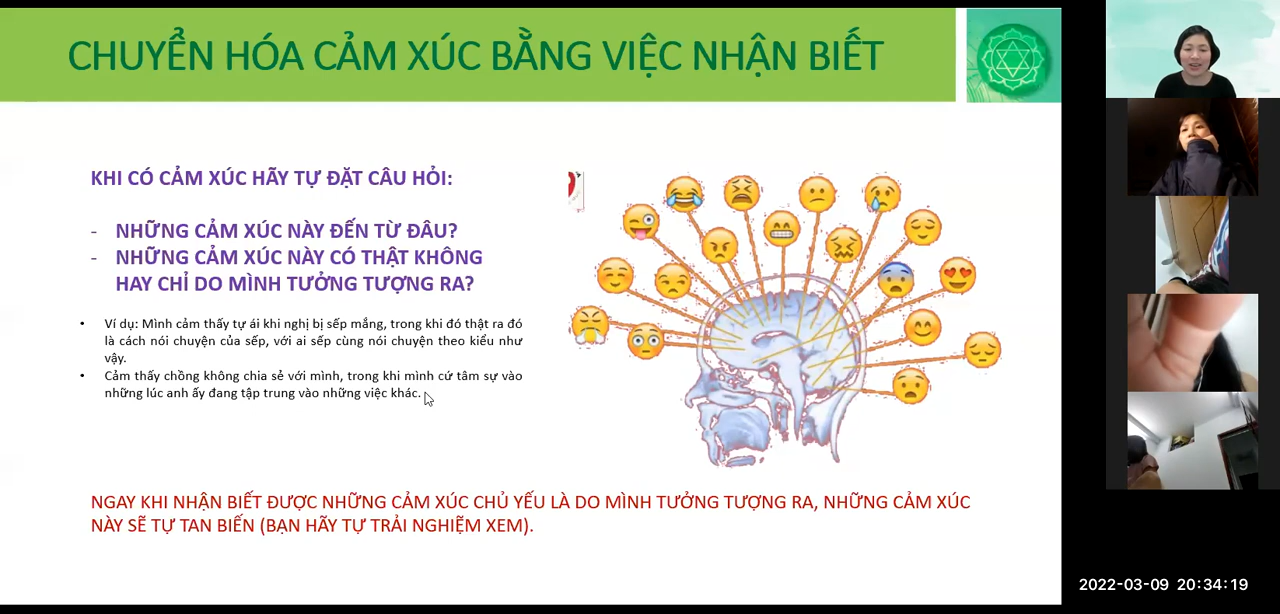 CHUYỂN HÓA CẢM XÚC BẰNG VIỆC NHẬN BIẾT
KHI CÓ CẢM XÚC HÃY TỰ ĐẶT CÂU HỎI:
- NHỮNG CẢM XÚC NÀY ĐẾN TỪ ĐÂU?
- NHỮNG CẢM XÚC NÀY CÓ THẬT KHÔNG
HAY CHỈ DO MÌNH TƯỞNG TƯỢNG RA?
• Ví dụ: Mình cảm thấy tự ái khi nghị bị sếp mắng, trong khi đó thật ra đó
là cách nói chuyện của sếp, với ai sếp cùng nói chuyện theo kiểu như
vậy.
• Cảm thấy chồng không chia sẻ với mình, trong khi mình cứ tâm sự vào
những lúc anh ấy đang tập trung vào những việc khác.
NGAY KHI NHẬN BIẾT ĐƯỢC NHỮNG CẢM XÚC CHỦ YẾU LÀ DO MÌNH TƯỞNG TƯỢNG RA, NHỮNG CẢM XÚC
NÀY SẼ TỰ TAN BIẾN (BẠN HÃY TỰ TRẢI NGHIỆM XEM).
2022-03-09 20:34:19